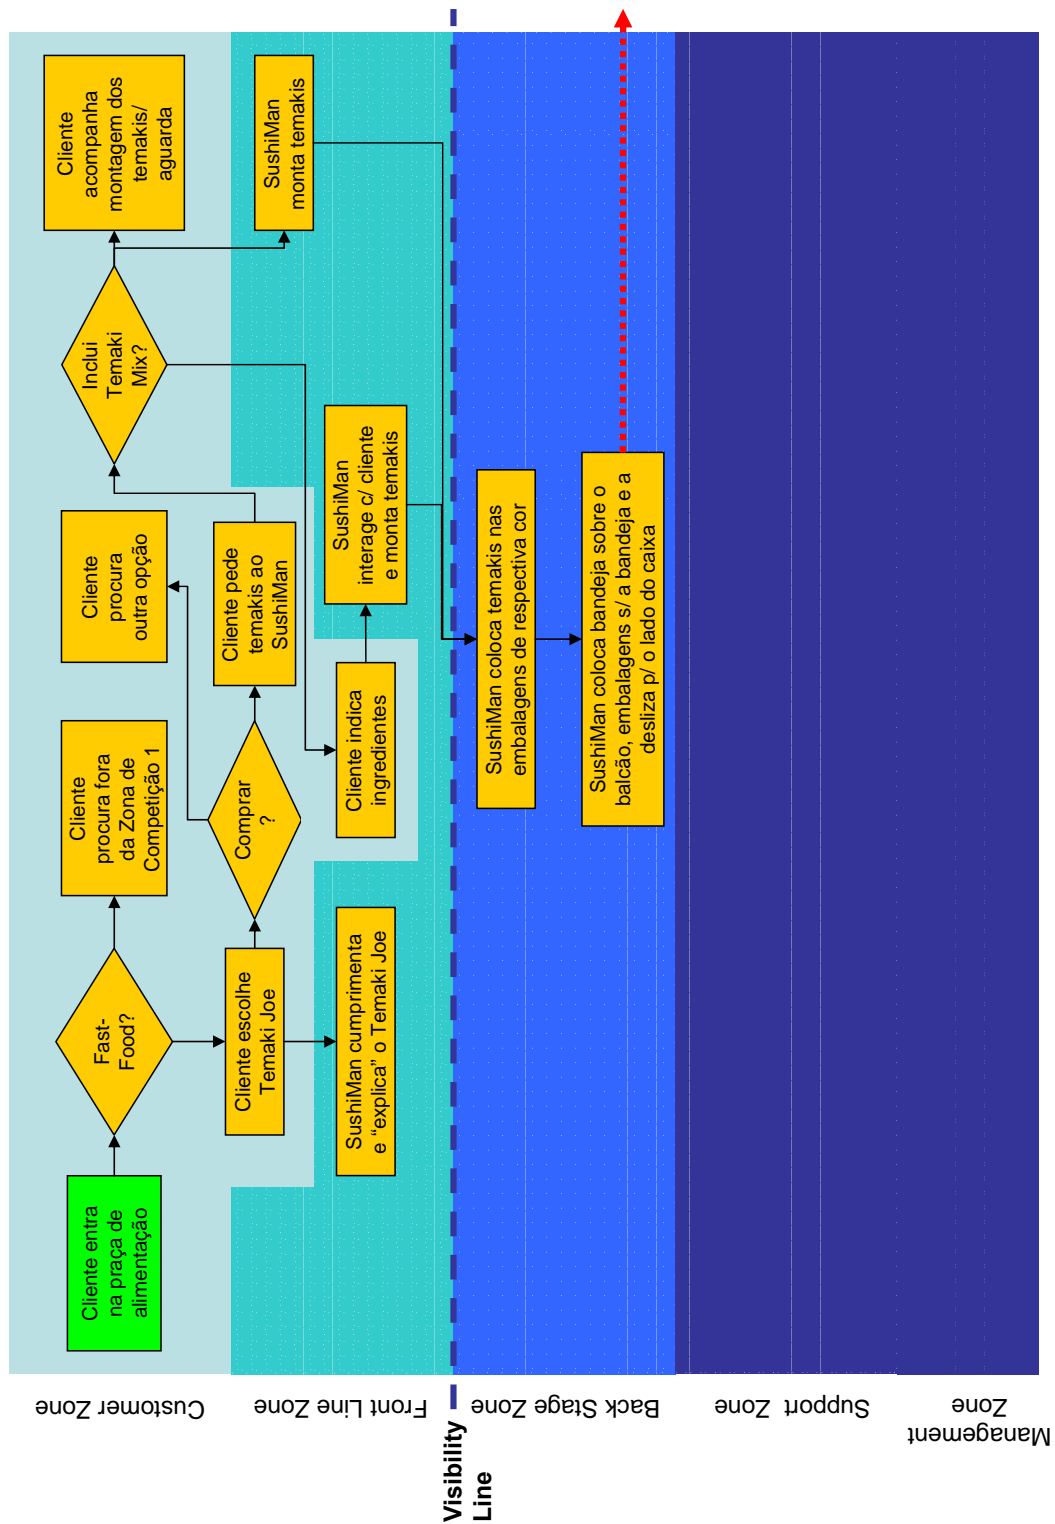 Customer Zone
Front Line Zone
Visibility
Line
Back Stage Zone
Support Zone
Management
Zone
Cliente entra
na praça de
alimentação
Fast-
Food?
Cliente
procura fora
da Zona de
Competição 1
Cliente escolhe
Temaki Joe
SushiMan cumprimenta
e “explica” o Temaki Joe
Comprar
?
Cliente
procura
outra opção
Cliente pede
temakis ao
SushiMan
Inclui
Temaki
Mix?
Cliente
acompanha
montagem dos
temakis/
aguarda
SushiMan
monta temakis
Cliente indica
ingredientes
SushiMan
interage c/ cliente
e monta temakis
SushiMan coloca temakis nas
embalagens de respectiva cor
SushiMan coloca bandeja sobre o
balcão, embalagens s/ a bandeja e a
desliza p/ o lado do caixa